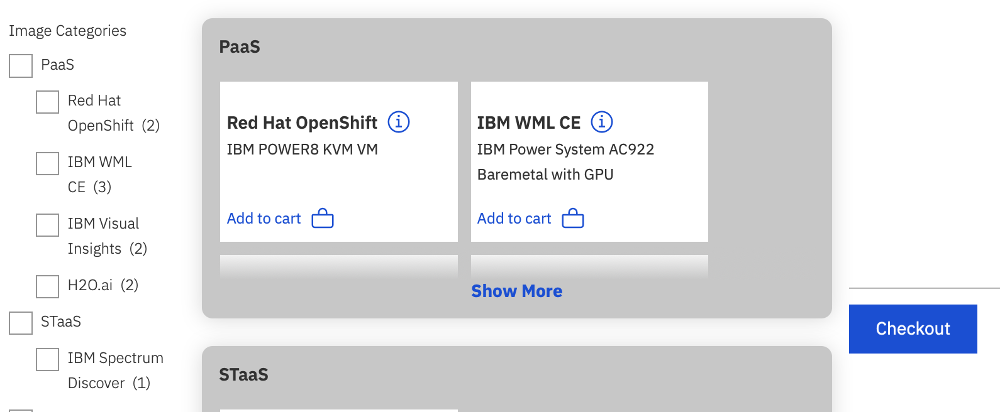 Image Categories
PaaS
Red Hat
OpenShift (2)
IBM WML
CE (3)
IBM Visual
Insights (2)
H2O.ai (2)
STaaS
IBM Spectrum
Discover (1)
PaaS
Red Hat OpenShift
IBM POWER8 KVM VM
Add to cart
IBM WML CE
IBM Power System AC922
Baremetal with GPU
Add to cart
Show More
STaaS
Checkout